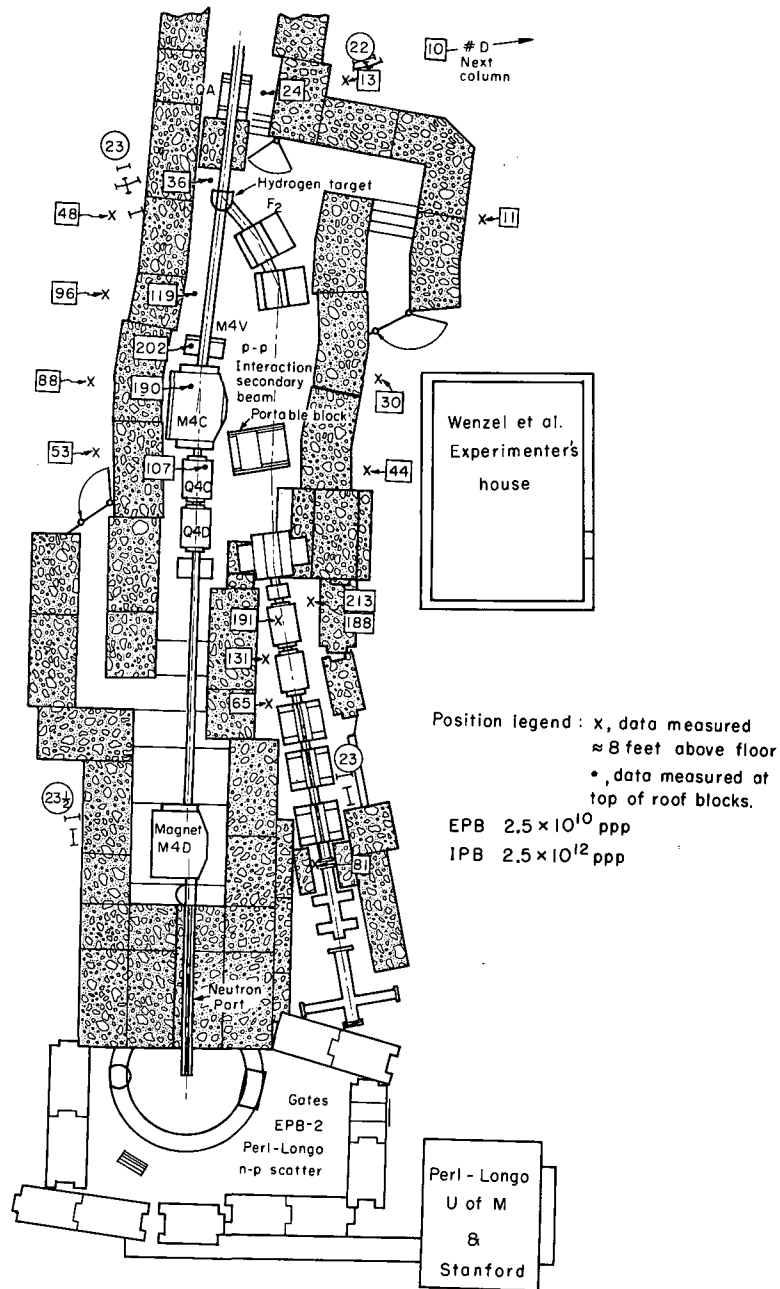 22
10 #D
Next
column
13
QA
24
23
36
Hydrogen target
F2
48
11
96
119
M4V
202
p-p
Interaction
secondary
beam
88
190
30
M4C
Portable block
Wenzel et al.
Experimenter's
house
53
107
44
Q4C
Q4D
213
191
188
131
65
Position legend : x, data measured
≈ 8 feet above floor
•, data measured at
top of roof blocks.
23
23½
EPB 2.5 × 10¹⁰ ppp
Magnet
M4D
IPB 2.5 × 10¹² ppp
81
Neutron
Port
Gates
EPB-2
Perl-Longo
n-p scatter
Perl - Longo
U of M
&
Stanford